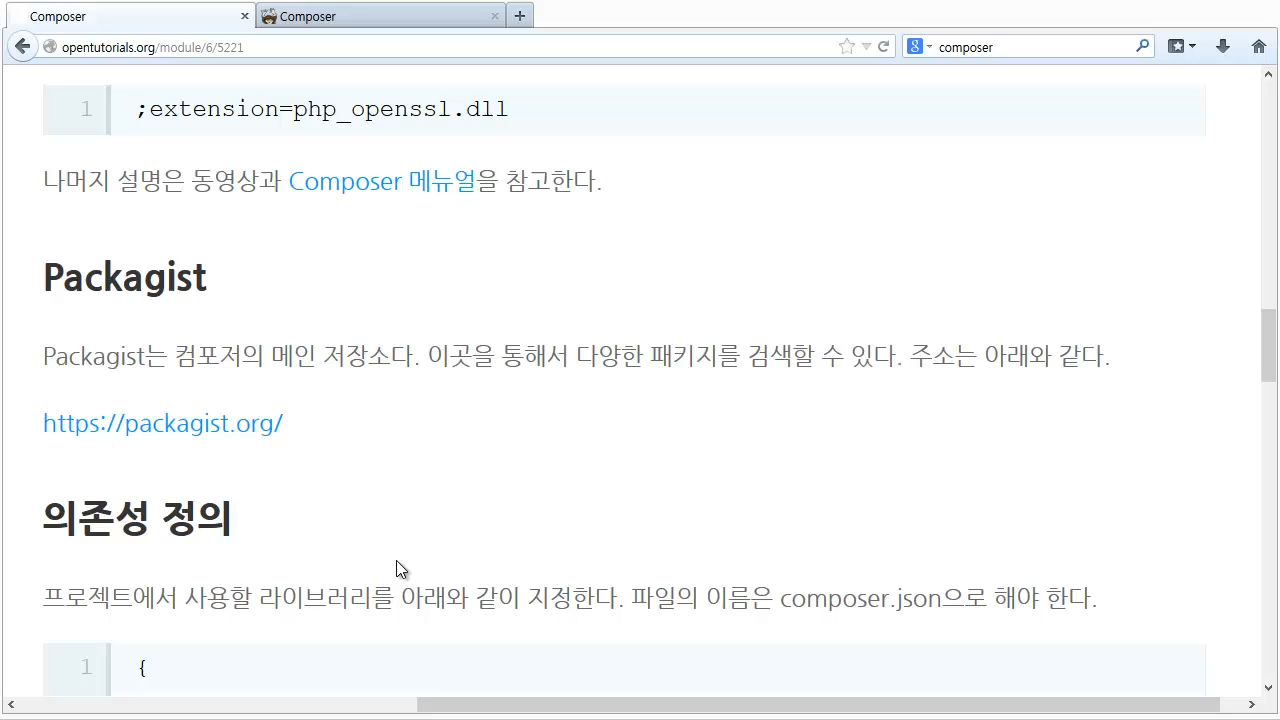 Composer
Composer
opentutorials.org/module/6/5221
composer
1 ;extension=php_openssl.dll
나머지 설명은 동영상과 Composer 메뉴얼을 참고한다.
Packagist
Packagist는 컴포저의 메인 저장소다. 이곳을 통해서 다양한 패키지를 검색할 수 있다. 주소는 아래와 같다.
https://packagist.org/
의존성 정의
프로젝트에서 사용할 라이브러리를 아래와 같이 지정한다. 파일의 이름은 composer.json으로 해야 한다.
1 {